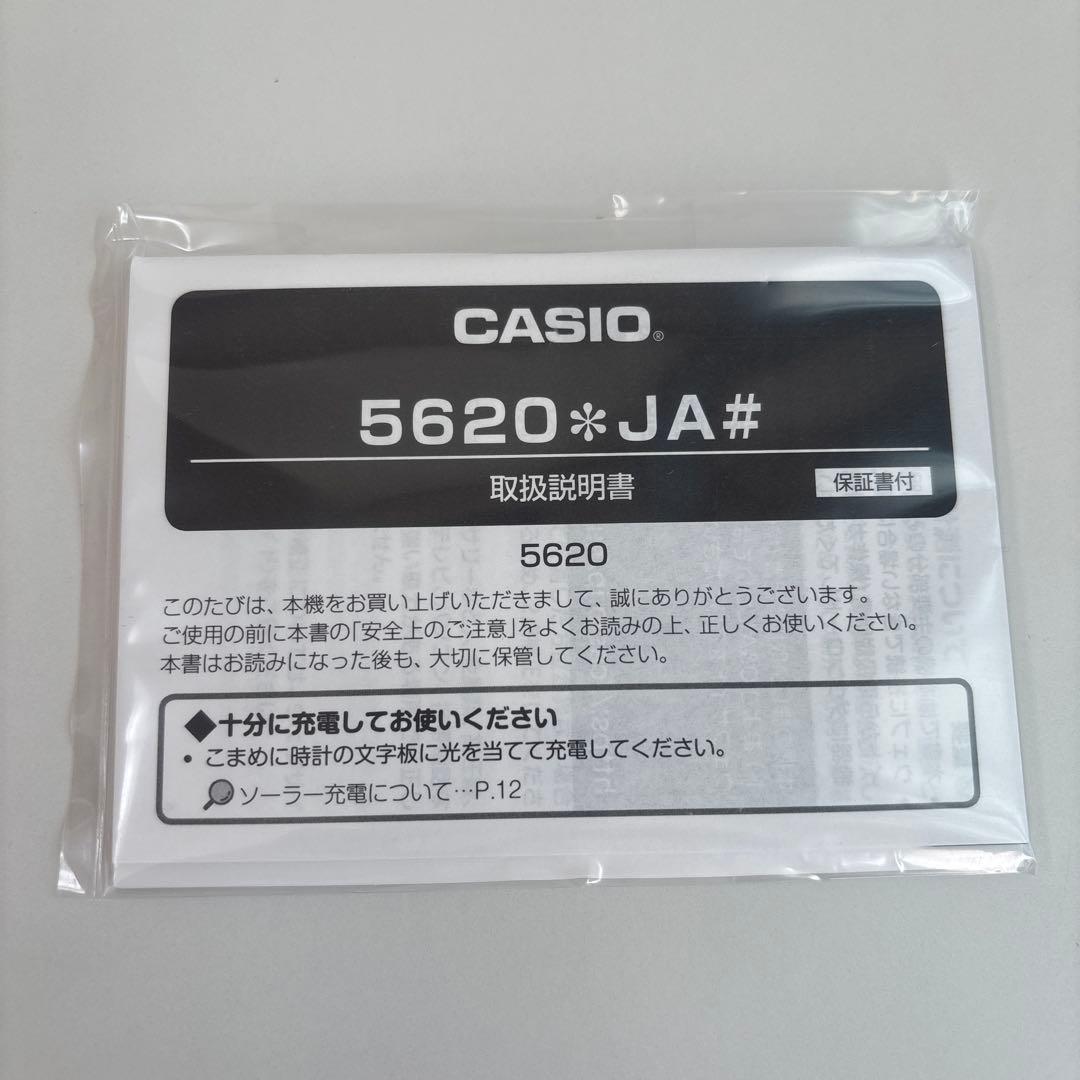 CASIO®
5620*JA#
取扱説明書
保証書付
5620
このたびは、本機をお買い上げいただきまして、誠にありがとうございます。
ご使用の前に本書の「安全上のご注意」をよくお読みの上、正しくお使いください。
本書はお読みになった後も、大切に保管してください。
◆十分に充電してお使いください
• こまめに時計の文字板に光を当てて充電してください。
ソーラー充電について…P.12